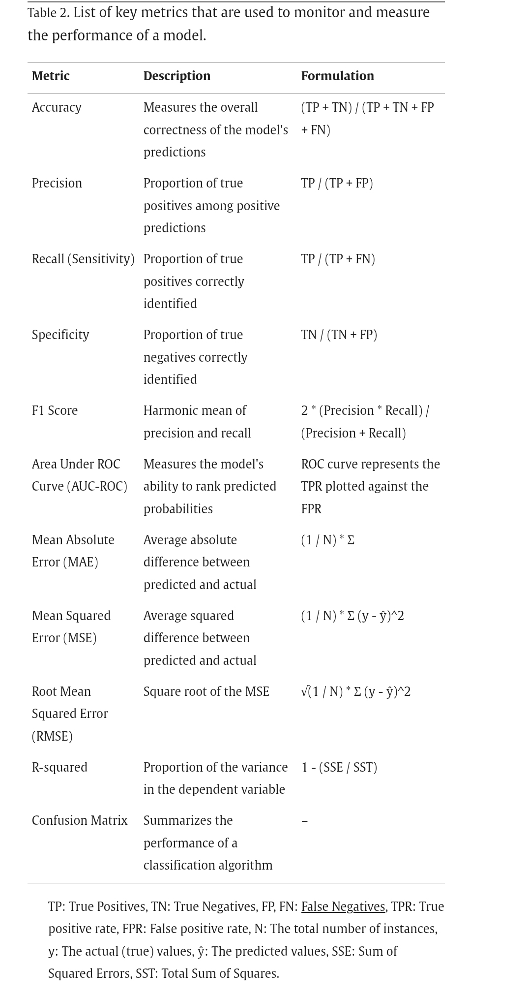 Table 2. List of key metrics that are used to monitor and measure
the performance of a model.
Metric Description Formulation
Accuracy Measures the overall (TP + TN) / (TP + TN + FP
correctness of the model's + FN)
predictions
Precision Proportion of true TP / (TP + FP)
positives among positive
predictions
Recall (Sensitivity) Proportion of true TP / (TP + FN)
positives correctly
identified
Specificity Proportion of true TN / (TN + FP)
negatives correctly
identified
F1 Score Harmonic mean of 2 * (Precision * Recall) /
precision and recall (Precision + Recall)
Area Under ROC Measures the model's ROC curve represents the
Curve (AUC-ROC) ability to rank predicted TPR plotted against the
probabilities FPR
Mean Absolute Average absolute (1 / N) * Σ
Error (MAE) difference between
predicted and actual
Mean Squared Average squared (1 / N) * Σ (y - ŷ)^2
Error (MSE) difference between
predicted and actual
Root Mean Square root of the MSE √(1 / N) * Σ (y - ŷ)^2
Squared Error
(RMSE)
R-squared Proportion of the variance 1 - (SSE / SST)
in the dependent variable
Confusion Matrix Summarizes the –
performance of a
classification algorithm
TP: True Positives, TN: True Negatives, FP, FN: False Negatives, TPR: True
positive rate, FPR: False positive rate, N: The total number of instances,
y: The actual (true) values, ŷ: The predicted values, SSE: Sum of
Squared Errors, SST: Total Sum of Squares.